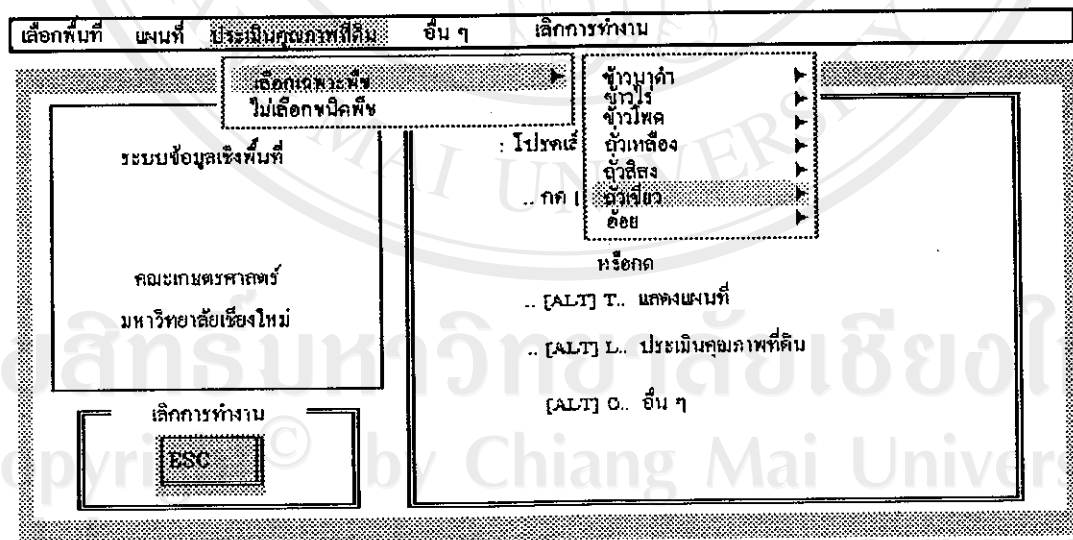 เลือกพื้นที่ แผนที่ ประเมินคุณภาพที่ดิน อื่น ๆ เลิกการทำงาน
เลือกเฉพาะพืช
ไม่เลือกชนิดพืช
ข้าวนาดำ
ข้าวไร่
ข้าวโพด
ถั่วเหลือง
ถั่วลิสง
ถั่วเขียว
อ้อย
ระบบข้อมูลเชิงพื้นที่
คณะเกษตรศาสตร์
มหาวิทยาลัยเชียงใหม่
เลิกการทำงาน
ESC
: โปรดเลื
.. กด [
หรือกด
.. [ALT] T.. แสดงแผนที่
.. [ALT] L.. ประเมินคุณภาพที่ดิน
[ALT] O.. อื่น ๆ
MAI UNIVERSITY
สิทธิ์มหาวิทยาลัยเชียงให
opyright © by Chiang Mai Univers